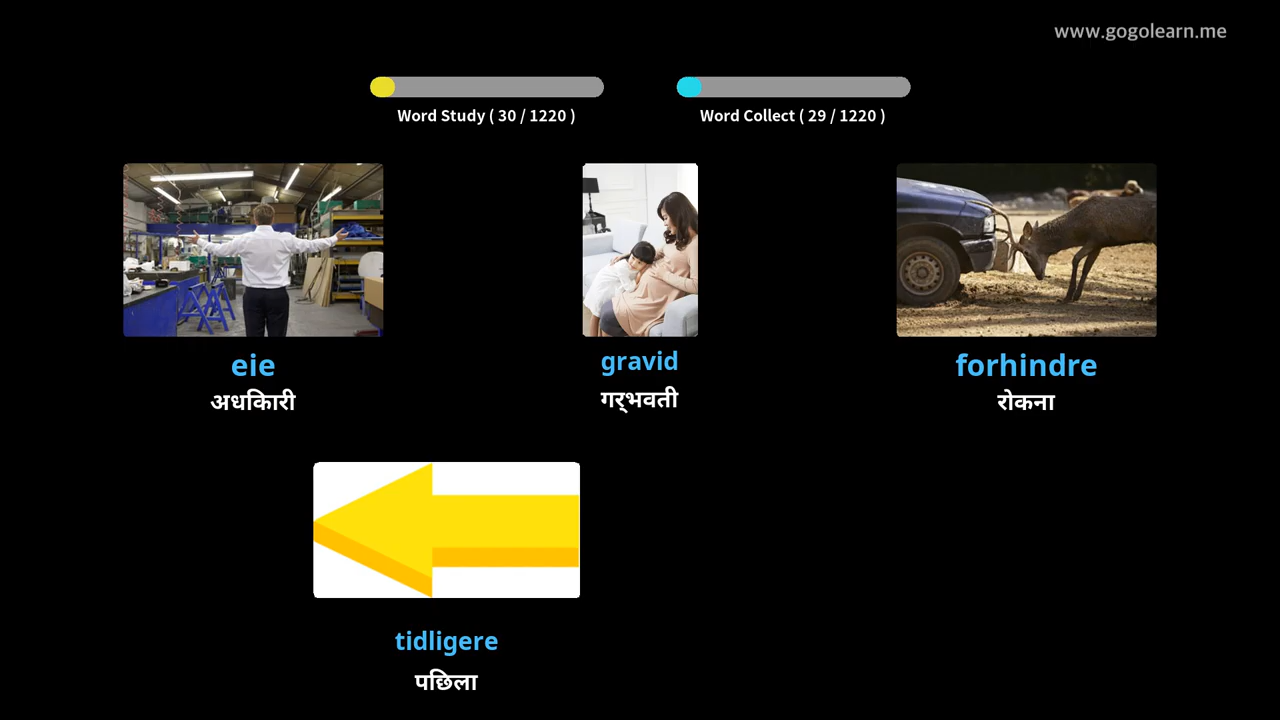 www.gogolearn.me
Word Study ( 30 / 1220 )
Word Collect ( 29 / 1220 )
eie
gravid
forhindre
अधिकारी
गर्भवती
रोकना
tidligere
पछिला